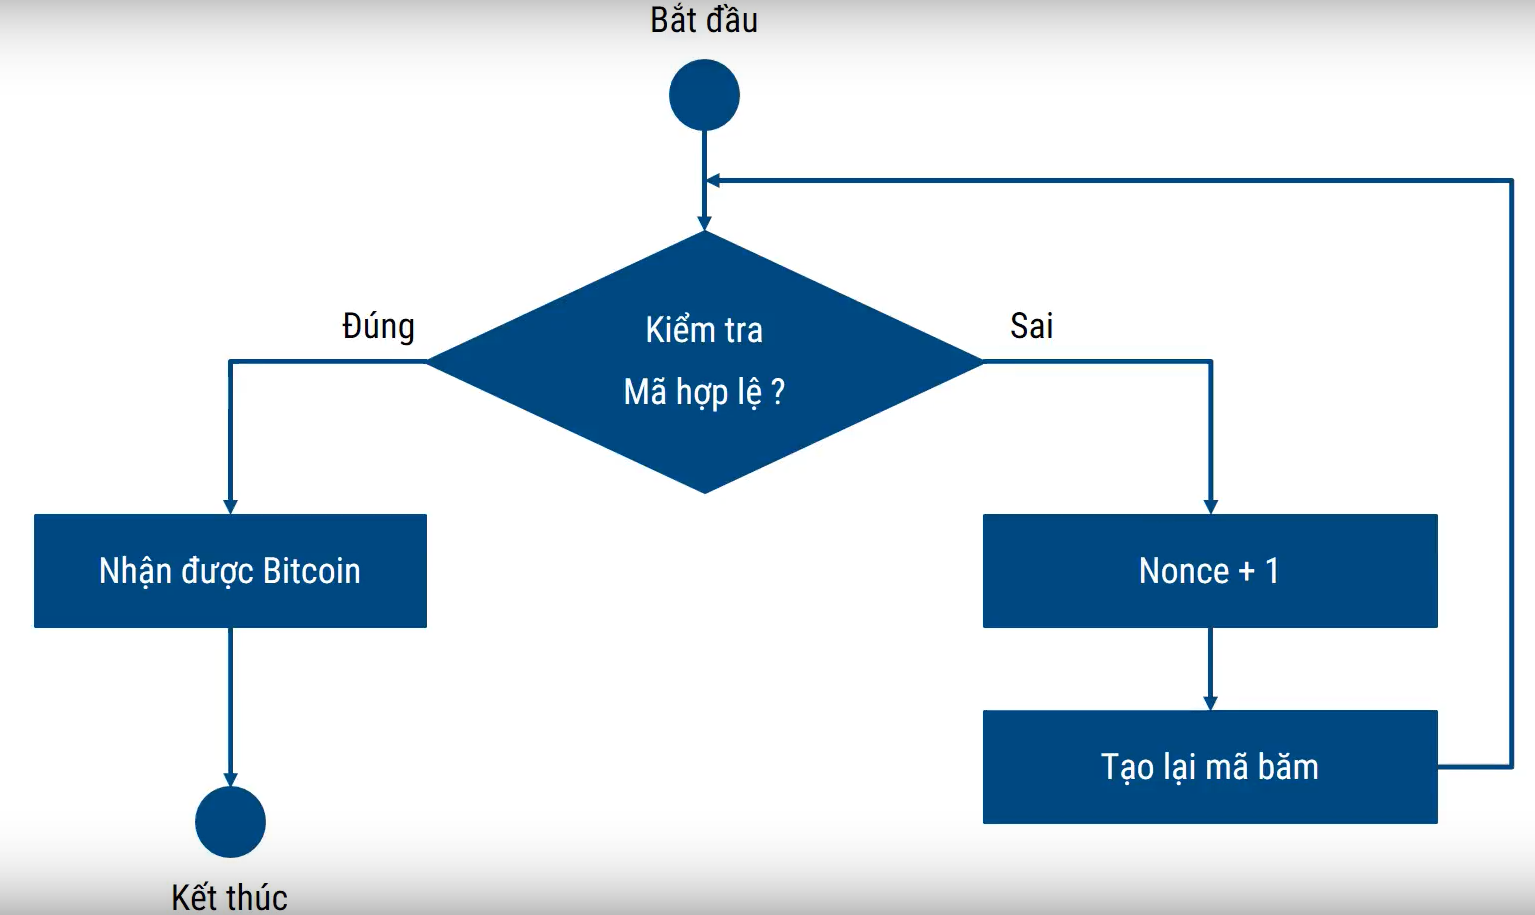 Bắt đầu
Đúng
Sai
Kiểm tra
Mã hợp lệ ?
Nhận được Bitcoin
Nonce + 1
Tạo lại mã băm
Kết thúc